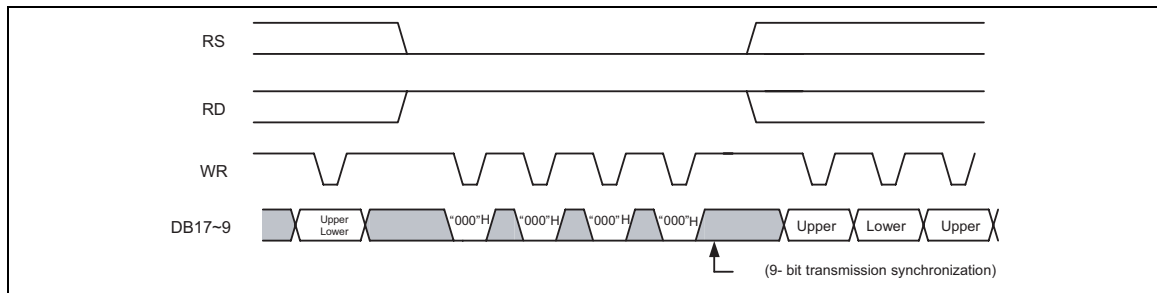 RS
RD
WR
DB17~9
Upper
Lower
"000"H
"000"H
"000"H
"000"H
Upper
Lower
Upper
(9- bit transmission synchronization)